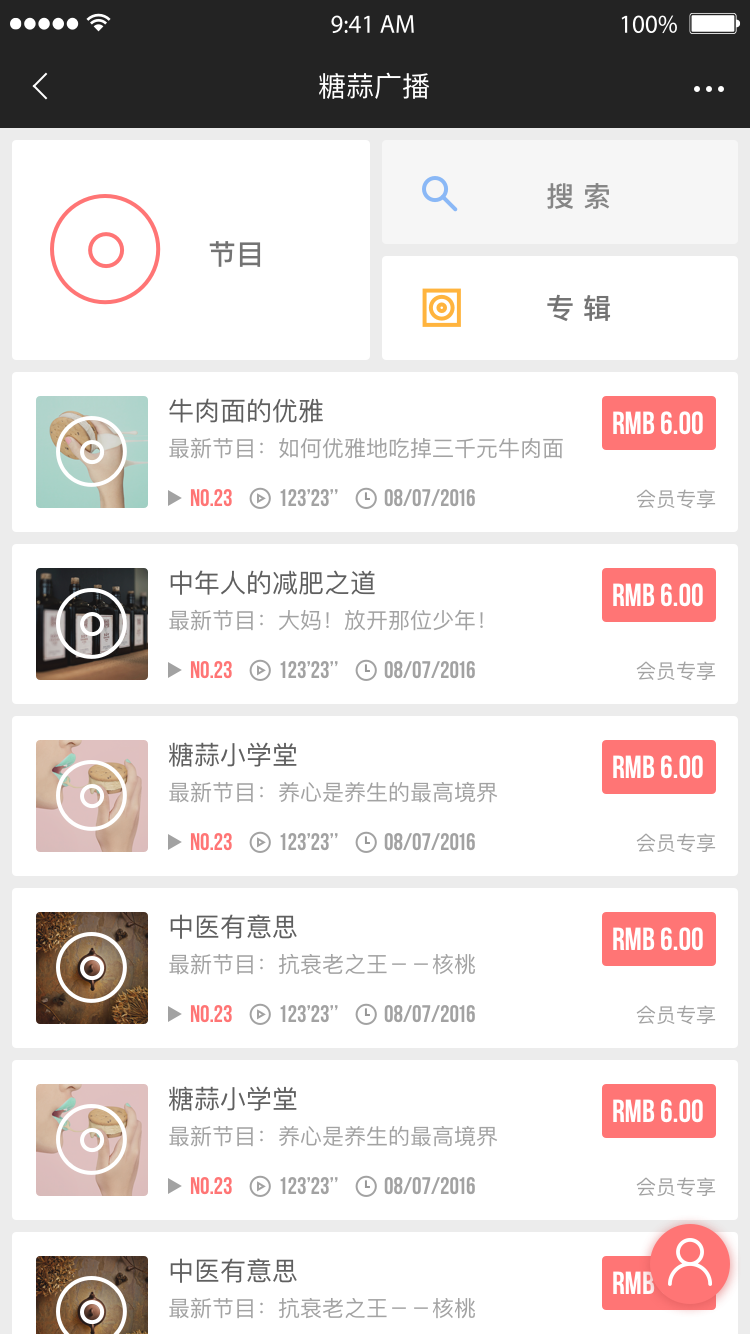 9:41 AM
100%
糖蒜广播
节目
搜索
专辑
牛肉面的优雅
RMB 6.00
最新节目：如何优雅地吃掉三千元牛肉面
NO.23 123’23’’ 08/07/2016 会员专享
中年人的减肥之道
RMB 6.00
最新节目：大妈！放开那位少年！
NO.23 123’23’’ 08/07/2016 会员专享
糖蒜小学堂
RMB 6.00
最新节目：养心是养生的最高境界
NO.23 123’23’’ 08/07/2016 会员专享
中医有意思
RMB 6.00
最新节目：抗衰老之王－－核桃
NO.23 123’23’’ 08/07/2016 会员专享
糖蒜小学堂
RMB 6.00
最新节目：养心是养生的最高境界
NO.23 123’23’’ 08/07/2016 会员专享
中医有意思
RMB
最新节目：抗衰老之王－－核桃